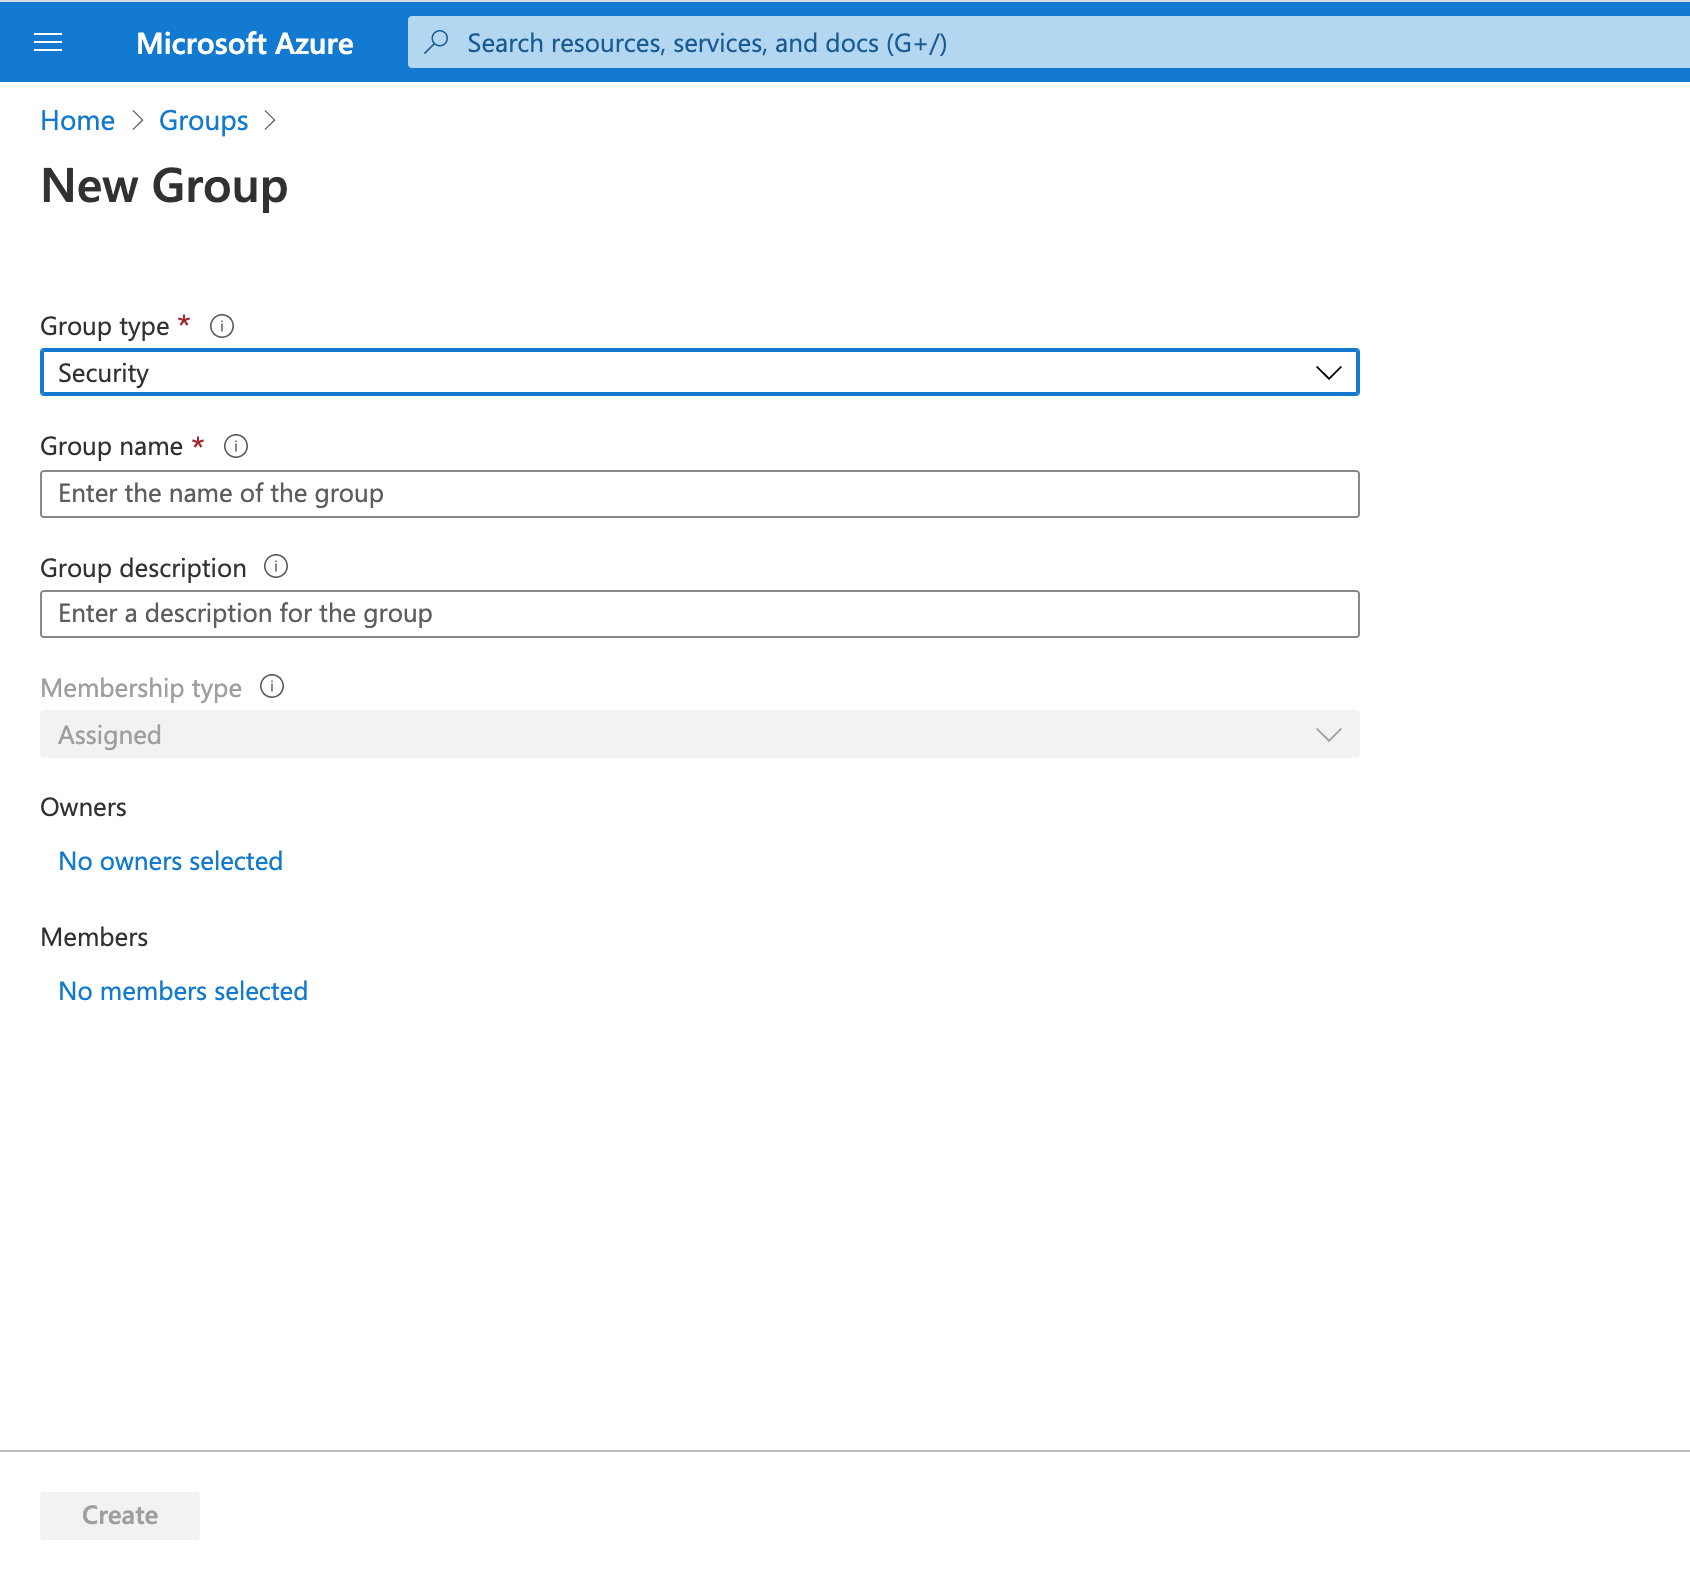 Microsoft Azure
Search resources, services, and docs (G+/)
Home > Groups >
New Group
Group type *
Security
Group name *
Enter the name of the group
Group description
Enter a description for the group
Membership type
Assigned
Owners
No owners selected
Members
No members selected
Create